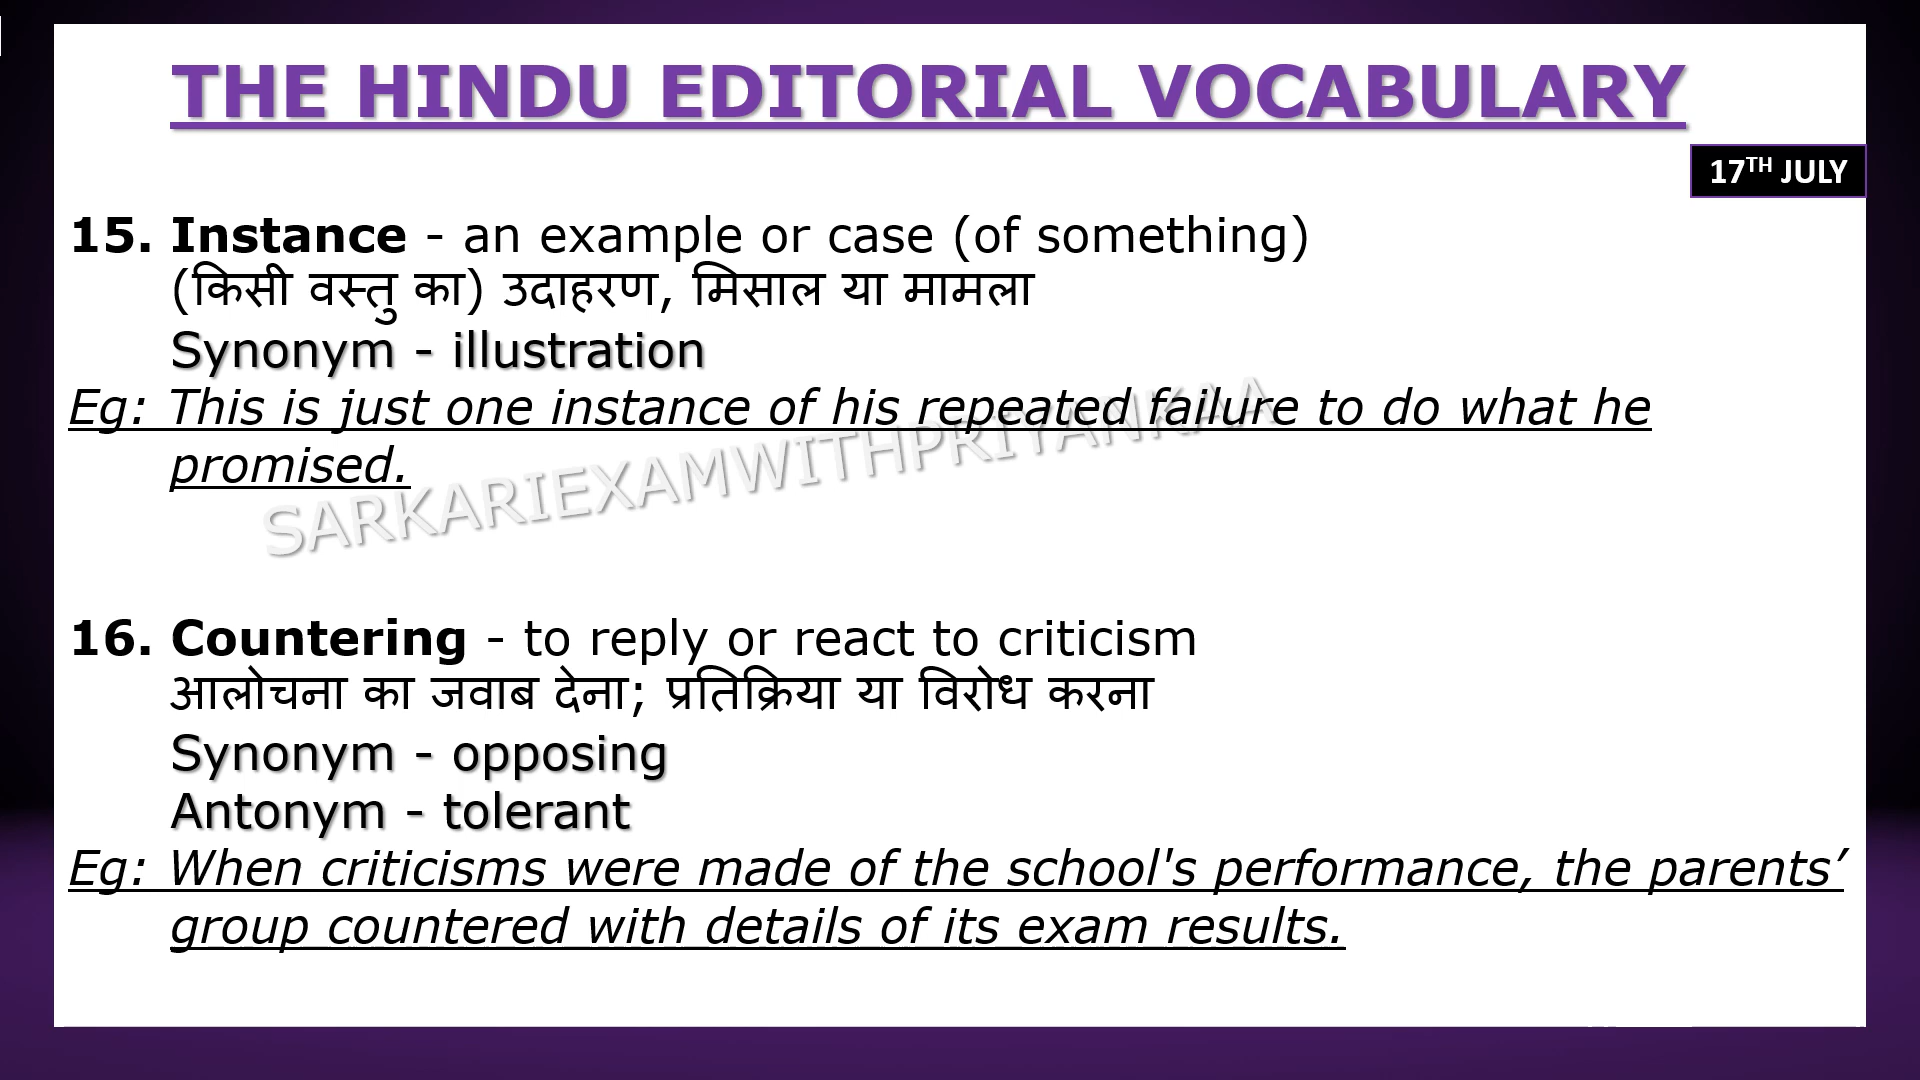 THE HINDU EDITORIAL VOCABULARY
17TH JULY
15. Instance - an example or case (of something)
(किसी वस्तु का) उदाहरण, मिसाल या मामला
Synonym - illustration
Eg: This is just one instance of his repeated failure to do what he
promised.
SARKARIEXAMWITHPRIYANKAA
16. Countering - to reply or react to criticism
आलोचना का जवाब देना; प्रतिक्रिया या विरोध करना
Synonym - opposing
Antonym - tolerant
Eg: When criticisms were made of the school's performance, the parents’
group countered with details of its exam results.